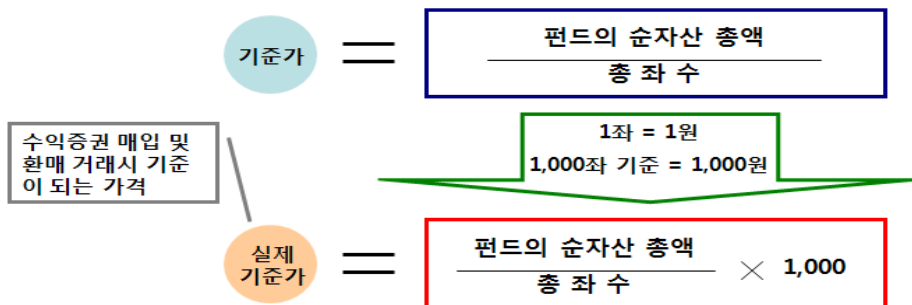 기준가
펀드의 순자산 총액
총 좌 수
1좌 = 1원
1,000좌 기준 = 1,000원
수익증권 매입 및
환매 거래시 기준
이 되는 가격
실제
기준가
펀드의 순자산 총액
총 좌 수
× 1,000